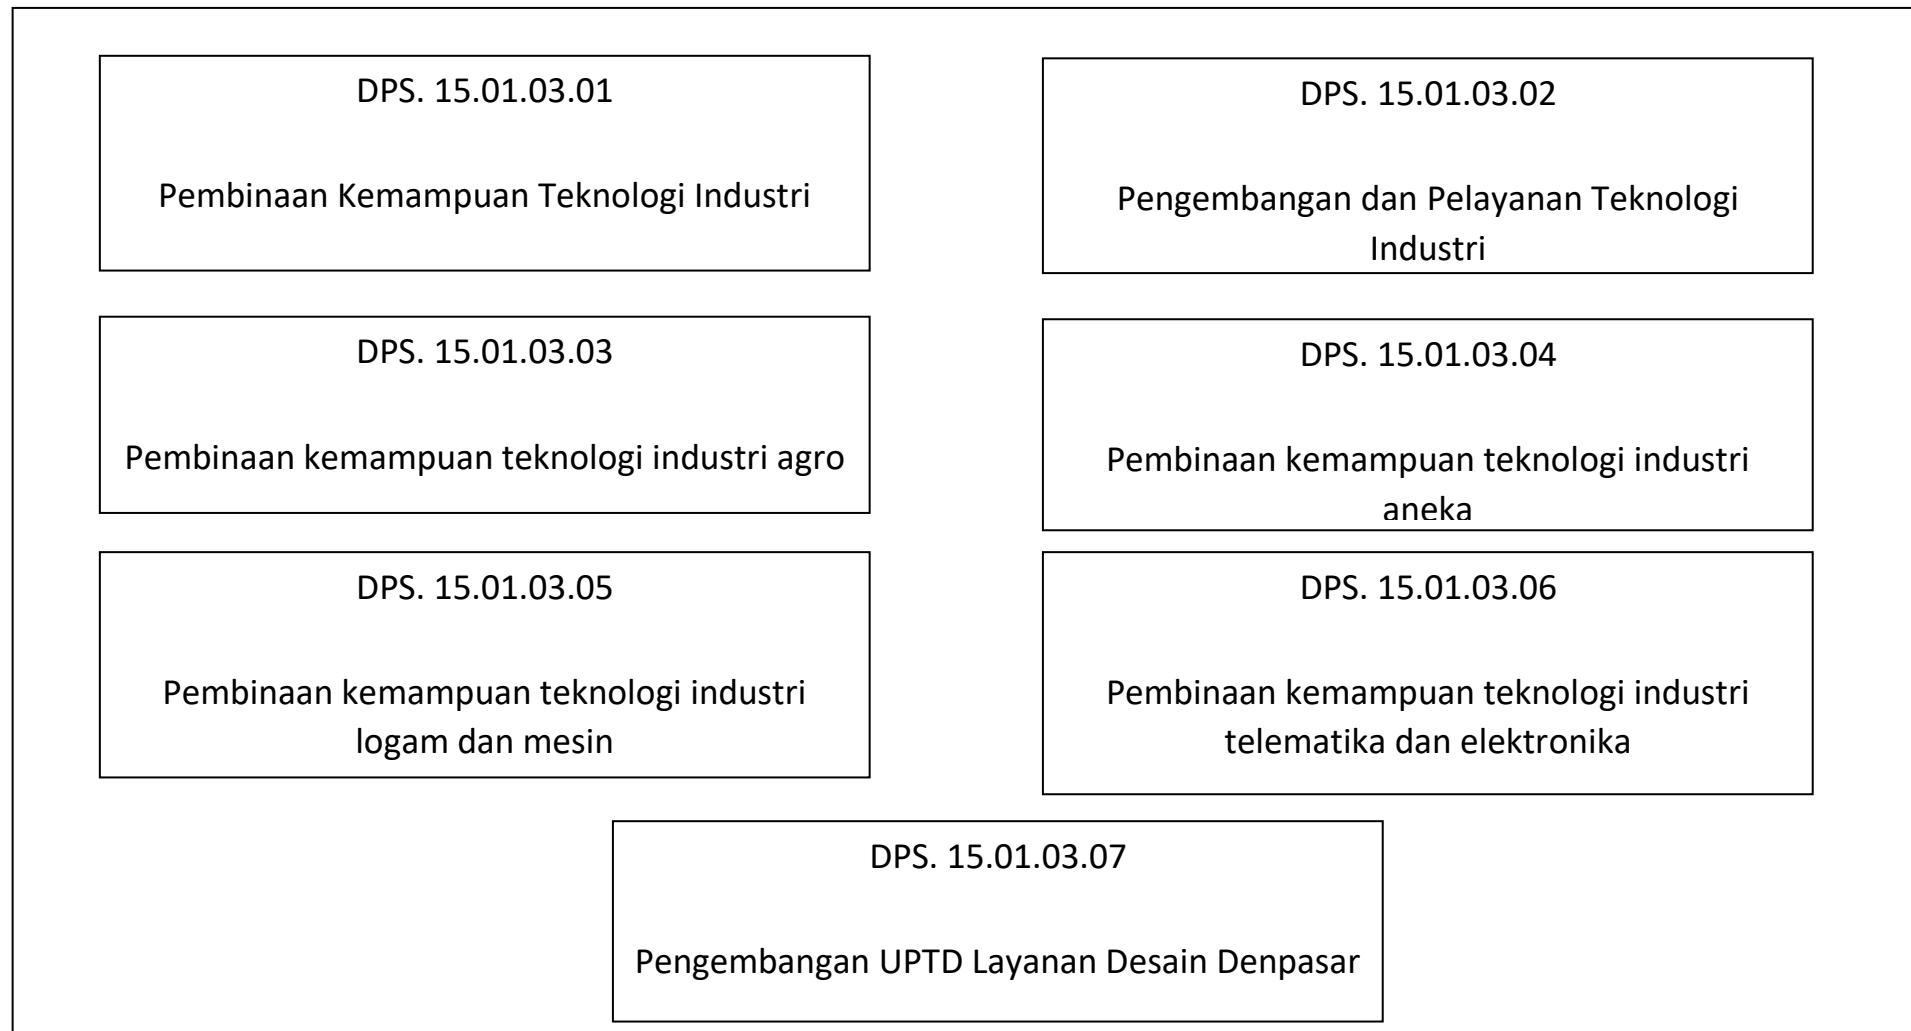 DPS. 15.01.03.01
Pembinaan Kemampuan Teknologi Industri
DPS. 15.01.03.02
Pengembangan dan Pelayanan Teknologi
Industri
DPS. 15.01.03.03
Pembinaan kemampuan teknologi industri agro
DPS. 15.01.03.04
Pembinaan kemampuan teknologi industri
aneka
DPS. 15.01.03.05
Pembinaan kemampuan teknologi industri
logam dan mesin
DPS. 15.01.03.06
Pembinaan kemampuan teknologi industri
telematika dan elektronika
DPS. 15.01.03.07
Pengembangan UPTD Layanan Desain Denpasar